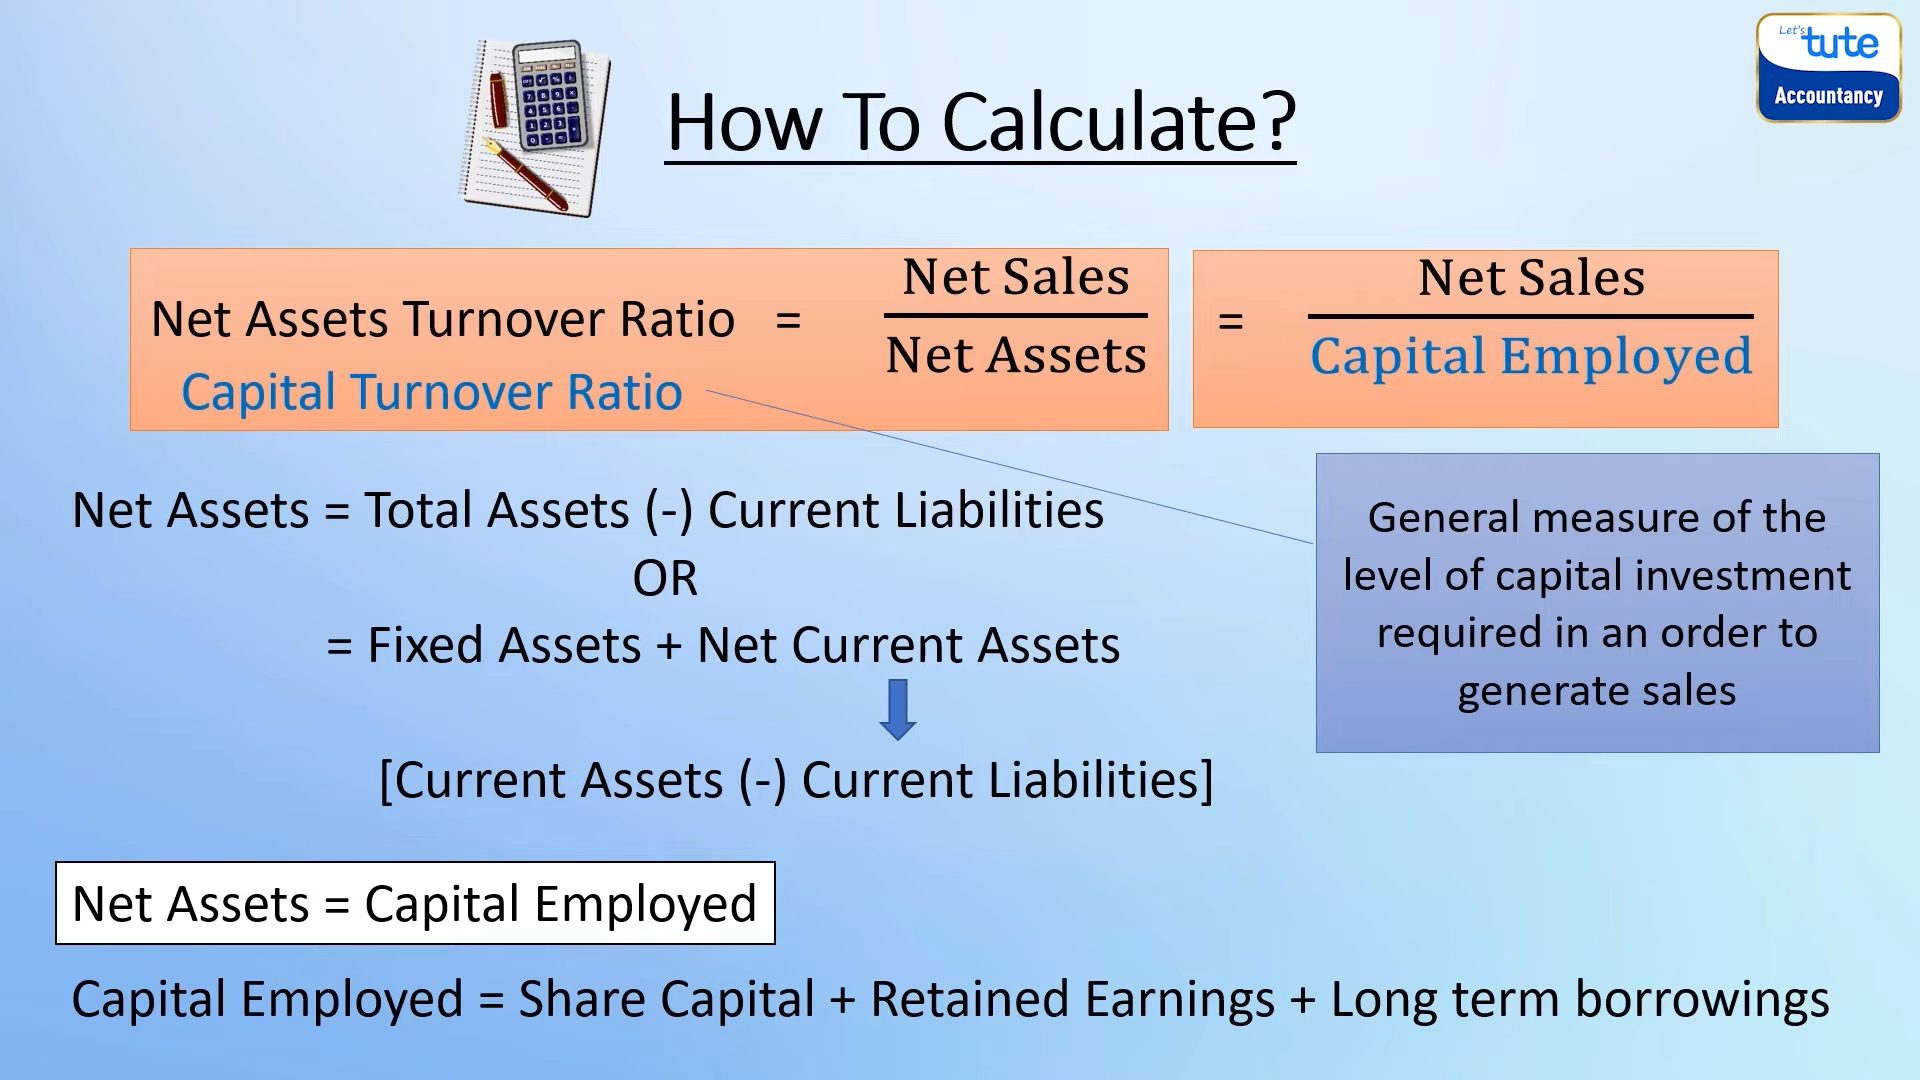 Let's
tute
Accountancy
How To Calculate?
Net Assets Turnover Ratio = Net Sales
Net Assets
= Net Sales
Capital Employed
Capital Turnover Ratio
Net Assets = Total Assets (-) Current Liabilities
OR
= Fixed Assets + Net Current Assets
[Current Assets (-) Current Liabilities]
General measure of the
level of capital investment
required in an order to
generate sales
Net Assets = Capital Employed
Capital Employed = Share Capital + Retained Earnings + Long term borrowings